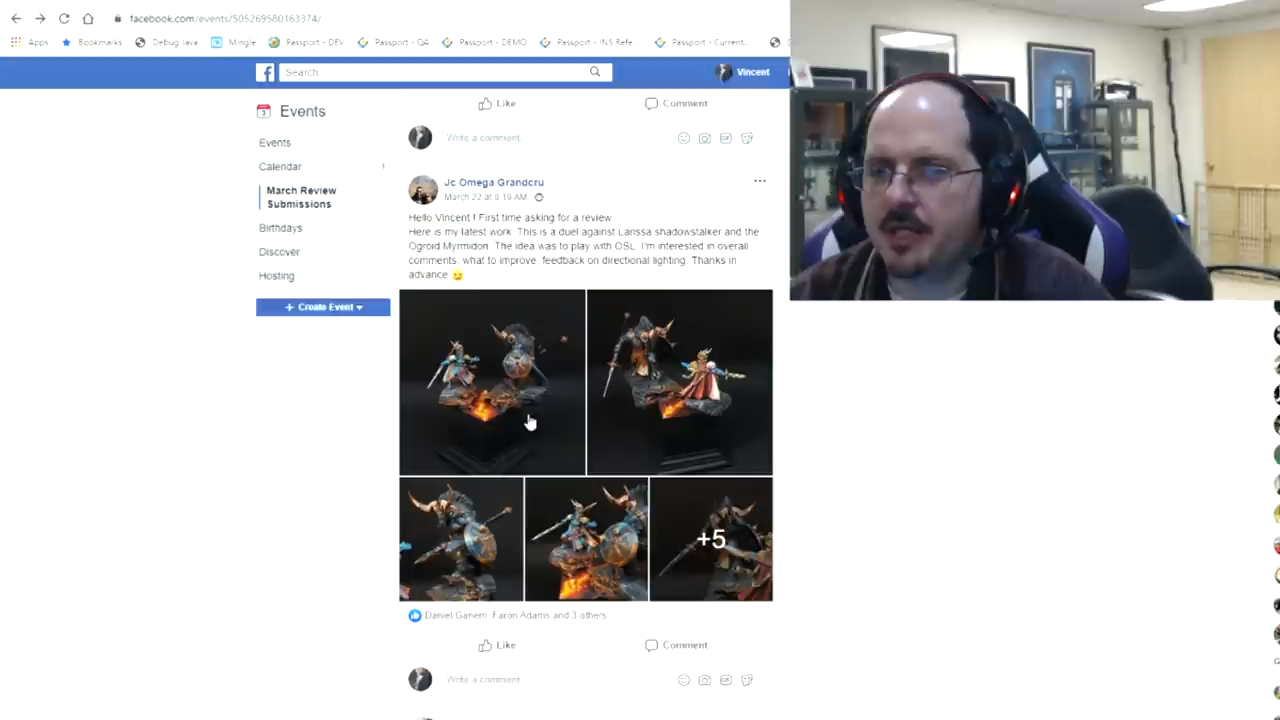 facebook.com/events/505269580163374/
Apps Bookmarks Debug Java Mingle Passport - DEV Passport - QA Passport - DEMO Passport - INS Refe... Passport - Current...
Search Vincent
Events
Like Comment
Write a comment.
Events
Calendar 1
March Review
Submissions
Birthdays
Discover
Hosting
+ Create Event
Jc Omega Grandcru
March 22 at 8:19 AM
Hello Vincent ! First time asking for a review
Here is my latest work. This is a duel against Larissa shadowstalker and the
Ogroid Myrmidon. The idea was to play with OSL. I'm interested in overall
comments, what to improve, feedback on directional lighting. Thanks in
advance
+5
Daniel Ganem, Faron Adams and 3 others
Like Comment
Write a comment.